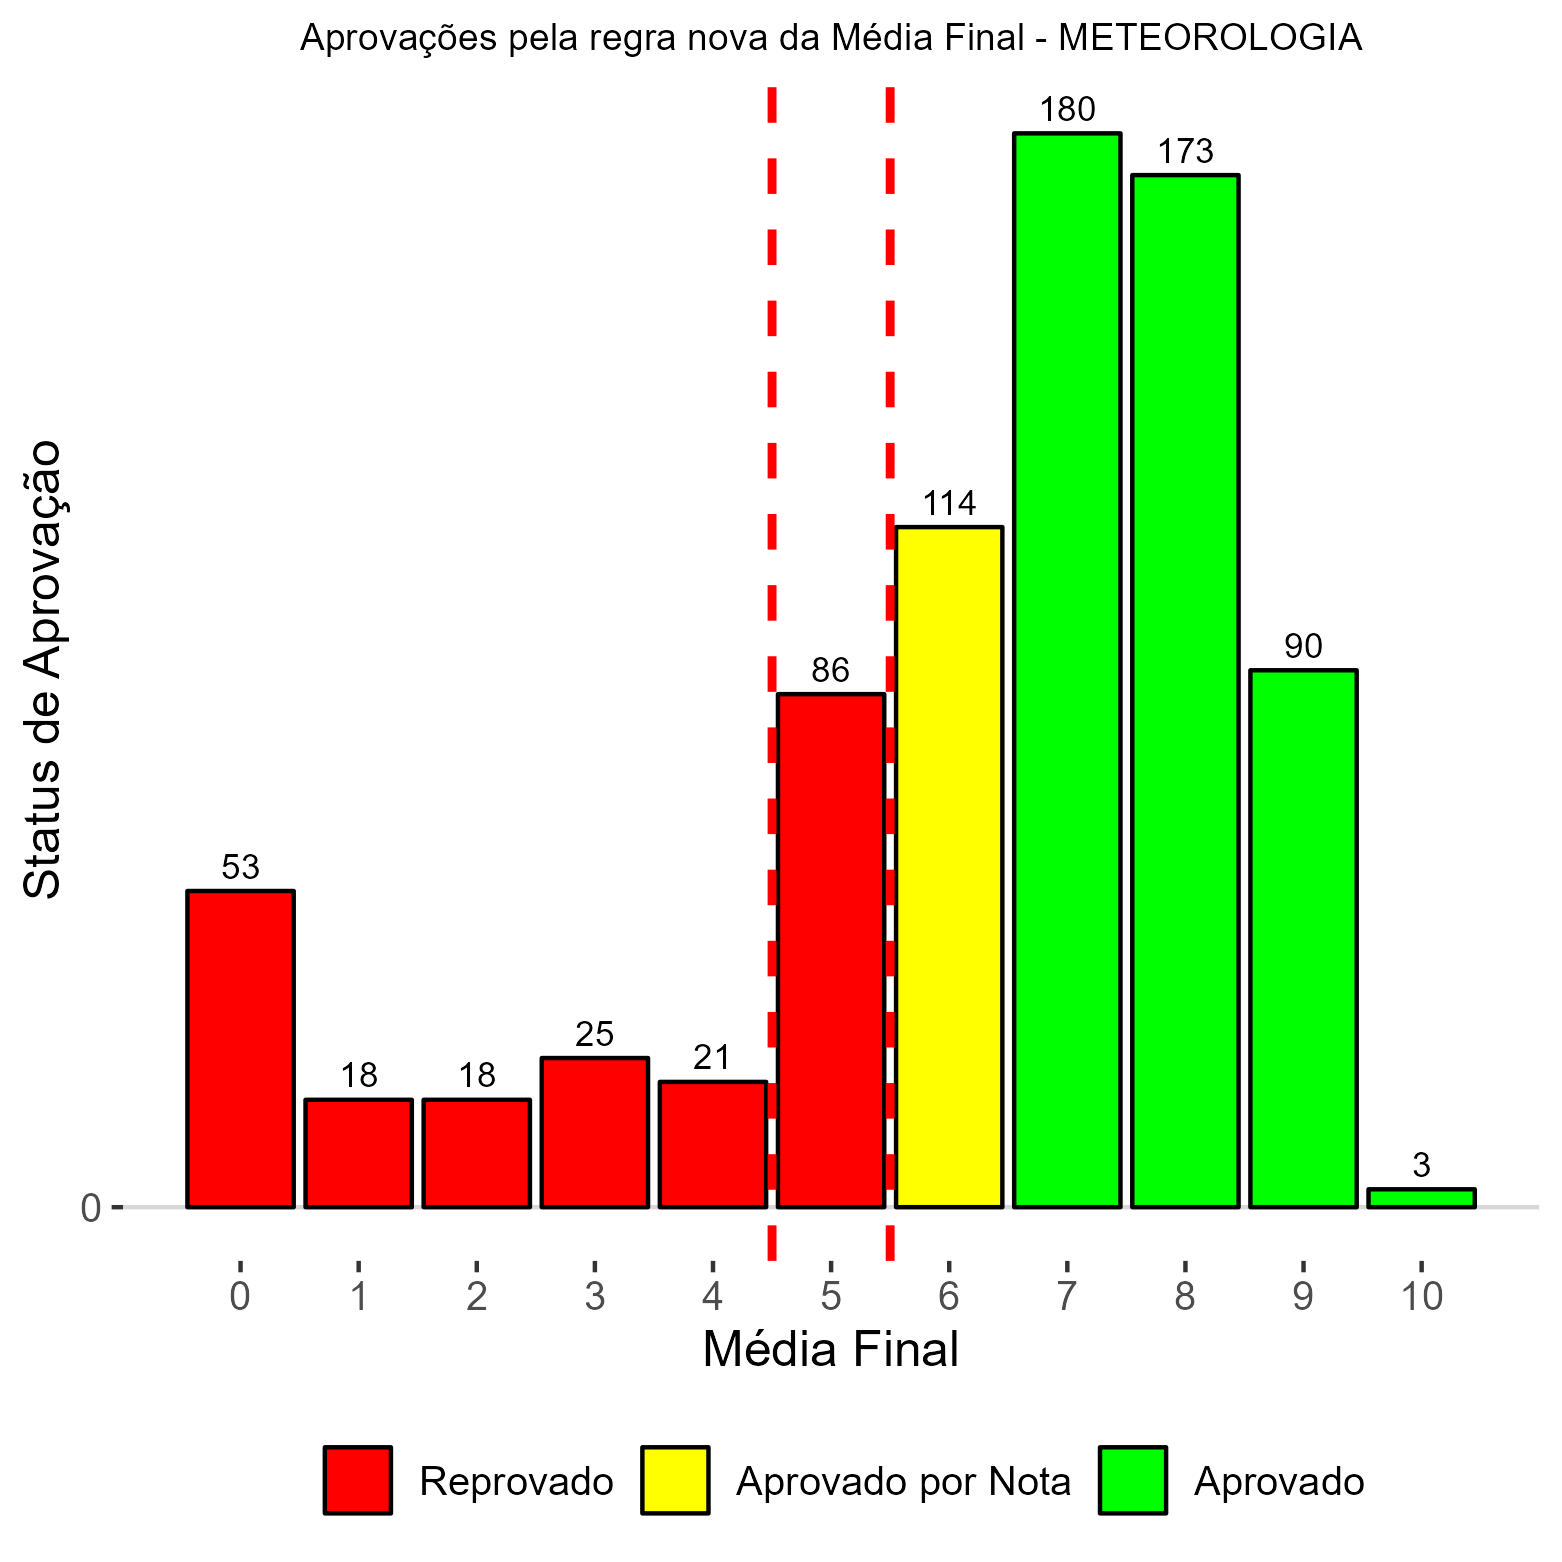 Aprovações pela regra nova da Média Final - METEOROLOGIA
180
173
114
90
86
53
25
21
18
18
3
Status de Aprovação
0
0 1 2 3 4 5 6 7 8 9 10
Média Final
Reprovado Aprovado por Nota Aprovado